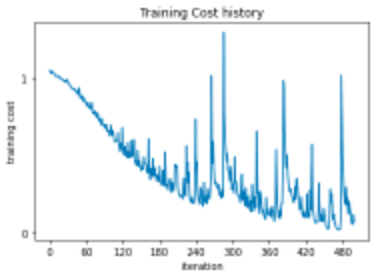 Training Cost history
1
training cost
0
0 60 120 180 240 300 360 420 480
iteration